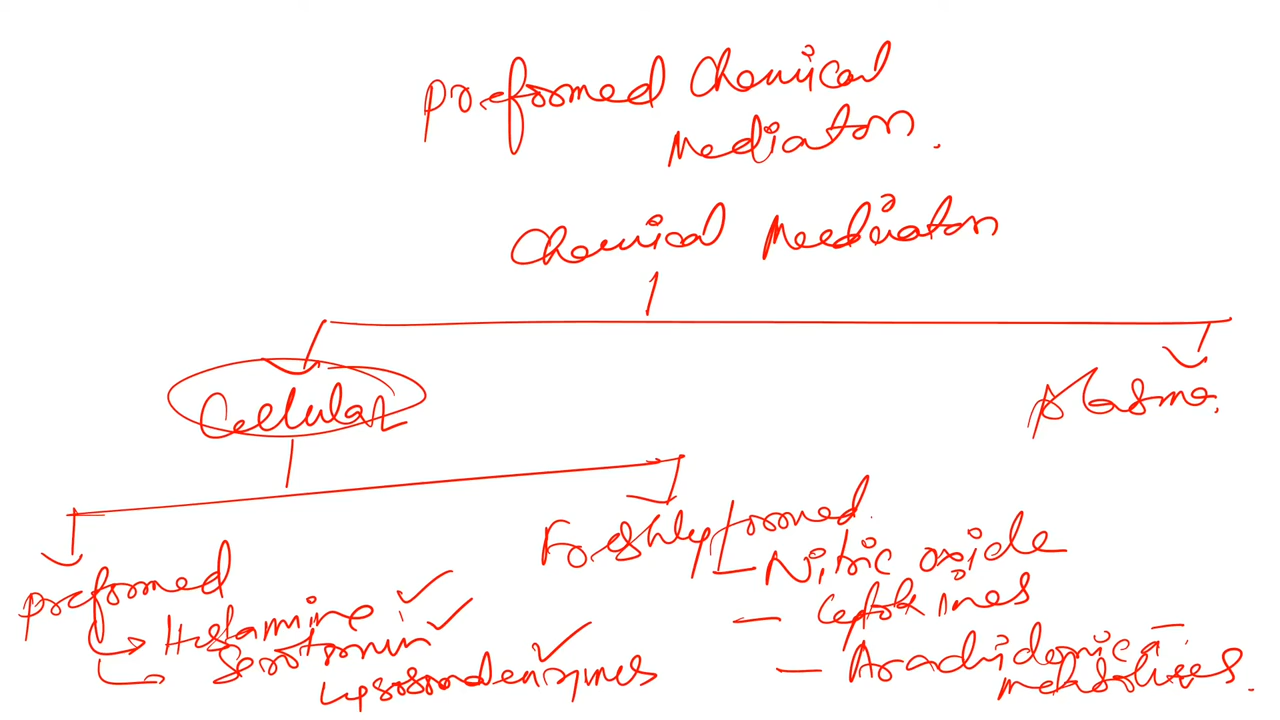 Preformed Chemical
Mediators.
Chemical Mediators
Cellular
Plasma.
Preformed
Histamine
Serotonin
Lysosomal enzymes
Freshly formed.
- Nitric oxide
- Cytokines
- Arachidonic a-
metabolites.